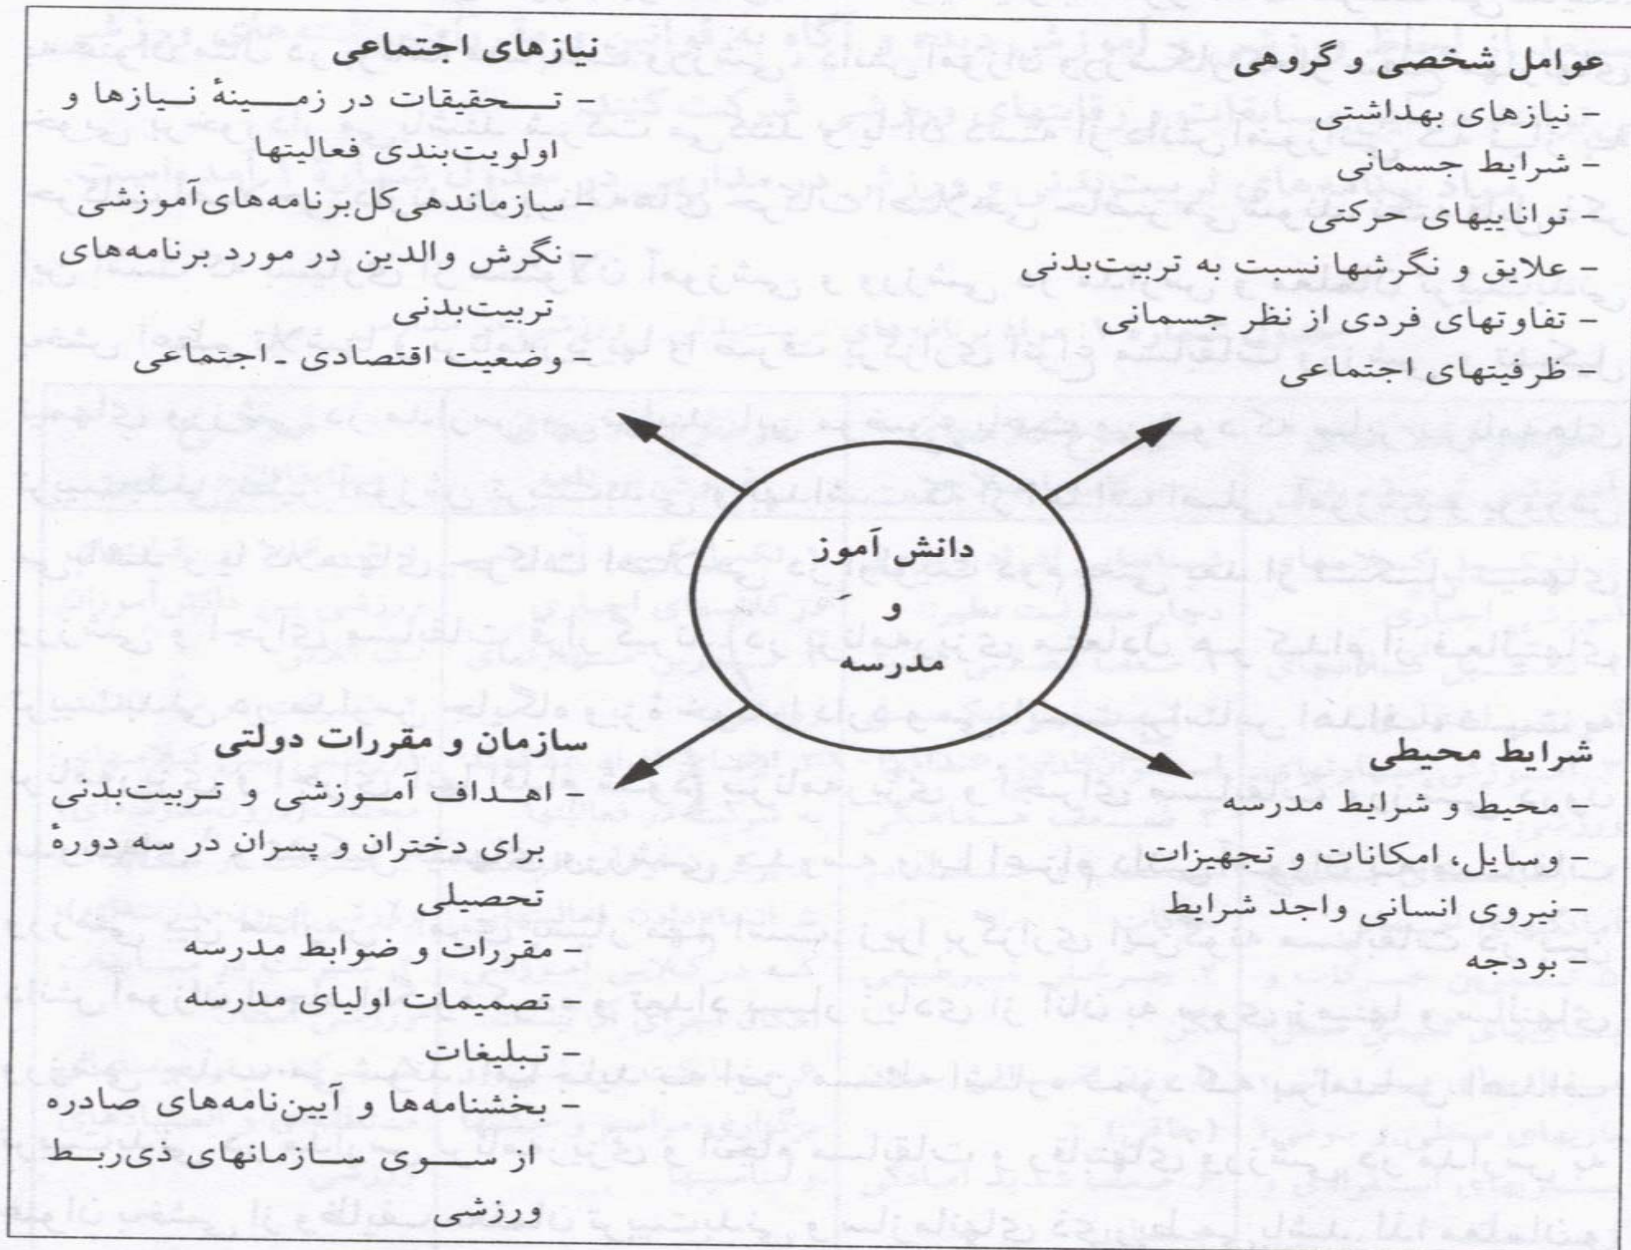 عوامل شخصی و گروهی
- نیازهای بهداشتی
- شرایط جسمانی
- تواناییهای حرکتی
- علایق و نگرشها نسبت به تربیت‌بدنی
- تفاوتهای فردی از نظر جسمانی
- ظرفیتهای اجتماعی
نیازهای اجتماعی
- تحقیقات در زمینهٔ نیازها و
اولویت‌بندی فعالیتها
- سازماندهی کل برنامه‌های آموزشی
- نگرش والدین در مورد برنامه‌های
تربیت‌بدنی
- وضعیت اقتصادی ـ اجتماعی
دانش آموز
و
مدرسه
شرایط محیطی
- محیط و شرایط مدرسه
- وسایل، امکانات و تجهیزات
- نیروی انسانی واجد شرایط
- بودجه
سازمان و مقررات دولتی
- اهداف آموزشی و تربیت‌بدنی
برای دختران و پسران در سه دورهٔ
تحصیلی
- مقررات و ضوابط مدرسه
- تصمیمات اولیای مدرسه
- تبلیغات
- بخشنامه‌ها و آیین‌نامه‌های صادره
از سوی سازمانهای ذی‌ربط
ورزشی